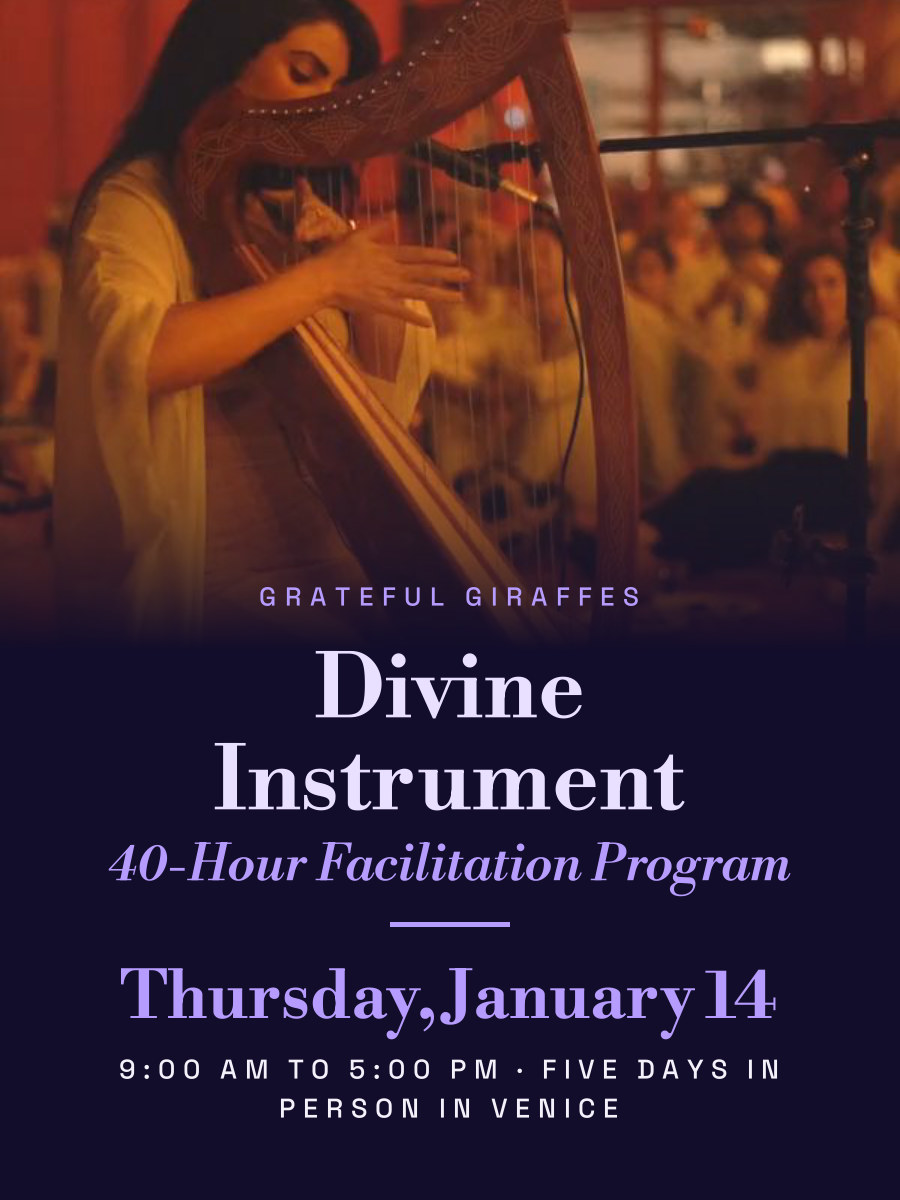 GRATEFUL GIRAFFES
Divine
Instrument
40-Hour Facilitation Program
Thursday, January 14
9:00 AM TO 5:00 PM · FIVE DAYS IN
PERSON IN VENICE